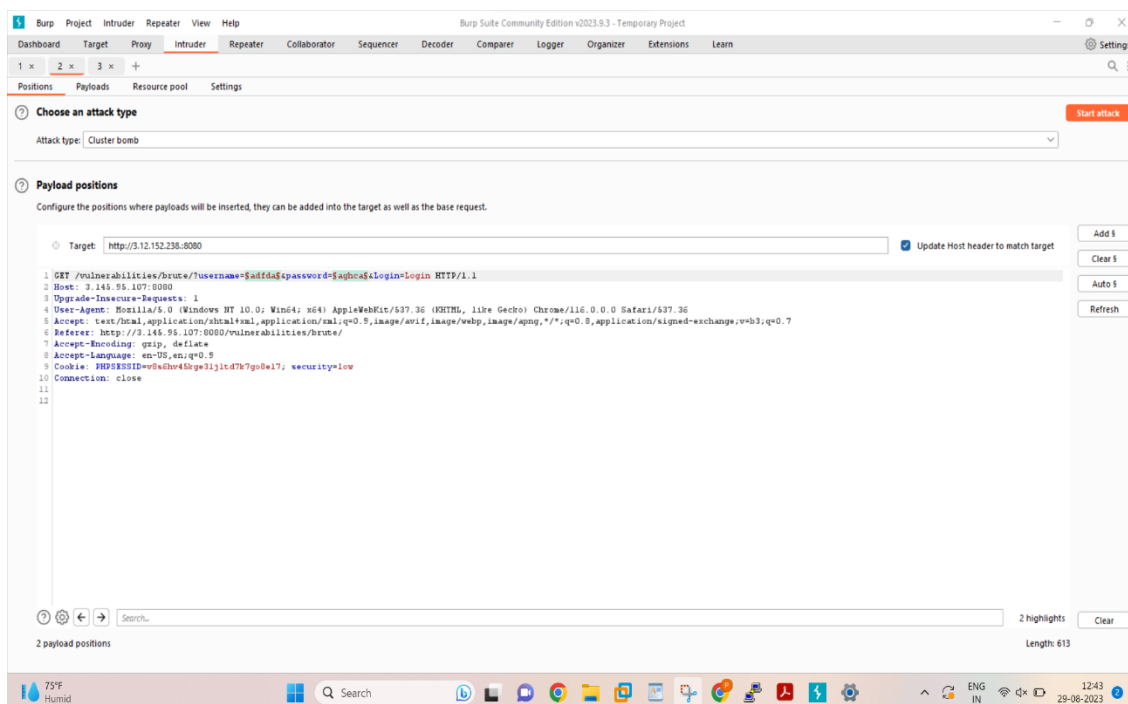 Burp Project Intruder Repeater View Help Burp Suite Community Edition v2023.9.3 - Temporary Project
Dashboard Target Proxy Intruder Repeater Collaborator Sequencer Decoder Comparer Logger Organizer Extensions Learn Setting
1 × 2 × 3 × +
Positions Payloads Resource pool Settings
? Choose an attack type Start attack
Attack type: Cluster bomb
? Payload positions
Configure the positions where payloads will be inserted, they can be added into the target as well as the base request.
Add §
Target: http://3.12.152.238.:8080 Update Host header to match target
Clear §
1 GET /vulnerabilities/brute/?username=§adfda§&password=§aghca§&Login=Login HTTP/1.1
2 Host: 3.145.95.107:8080
Auto §
3 Upgrade-Insecure-Requests: 1
4 User-Agent: Mozilla/5.0 (Windows NT 10.0; Win64; x64) AppleWebKit/537.36 (KHTML, like Gecko) Chrome/116.0.0.0 Safari/537.36
5 Accept: text/html,application/xhtml+xml,application/xml;q=0.9,image/avif,image/webp,image/apng,*/*;q=0.8,application/signed-exchange;v=b3;q=0.7
Refresh
6 Referer: http://3.145.95.107:8080/vulnerabilities/brute/
7 Accept-Encoding: gzip, deflate
8 Accept-Language: en-US,en;q=0.9
9 Cookie: PHPSESSID=v8s6hv45kge31jltd7k7go8el7; security=low
10 Connection: close
11
12
? Search... 2 highlights Clear
2 payload positions Length: 613
75°F
Humid
Search
ENG
IN
12:43
29-08-2023
2